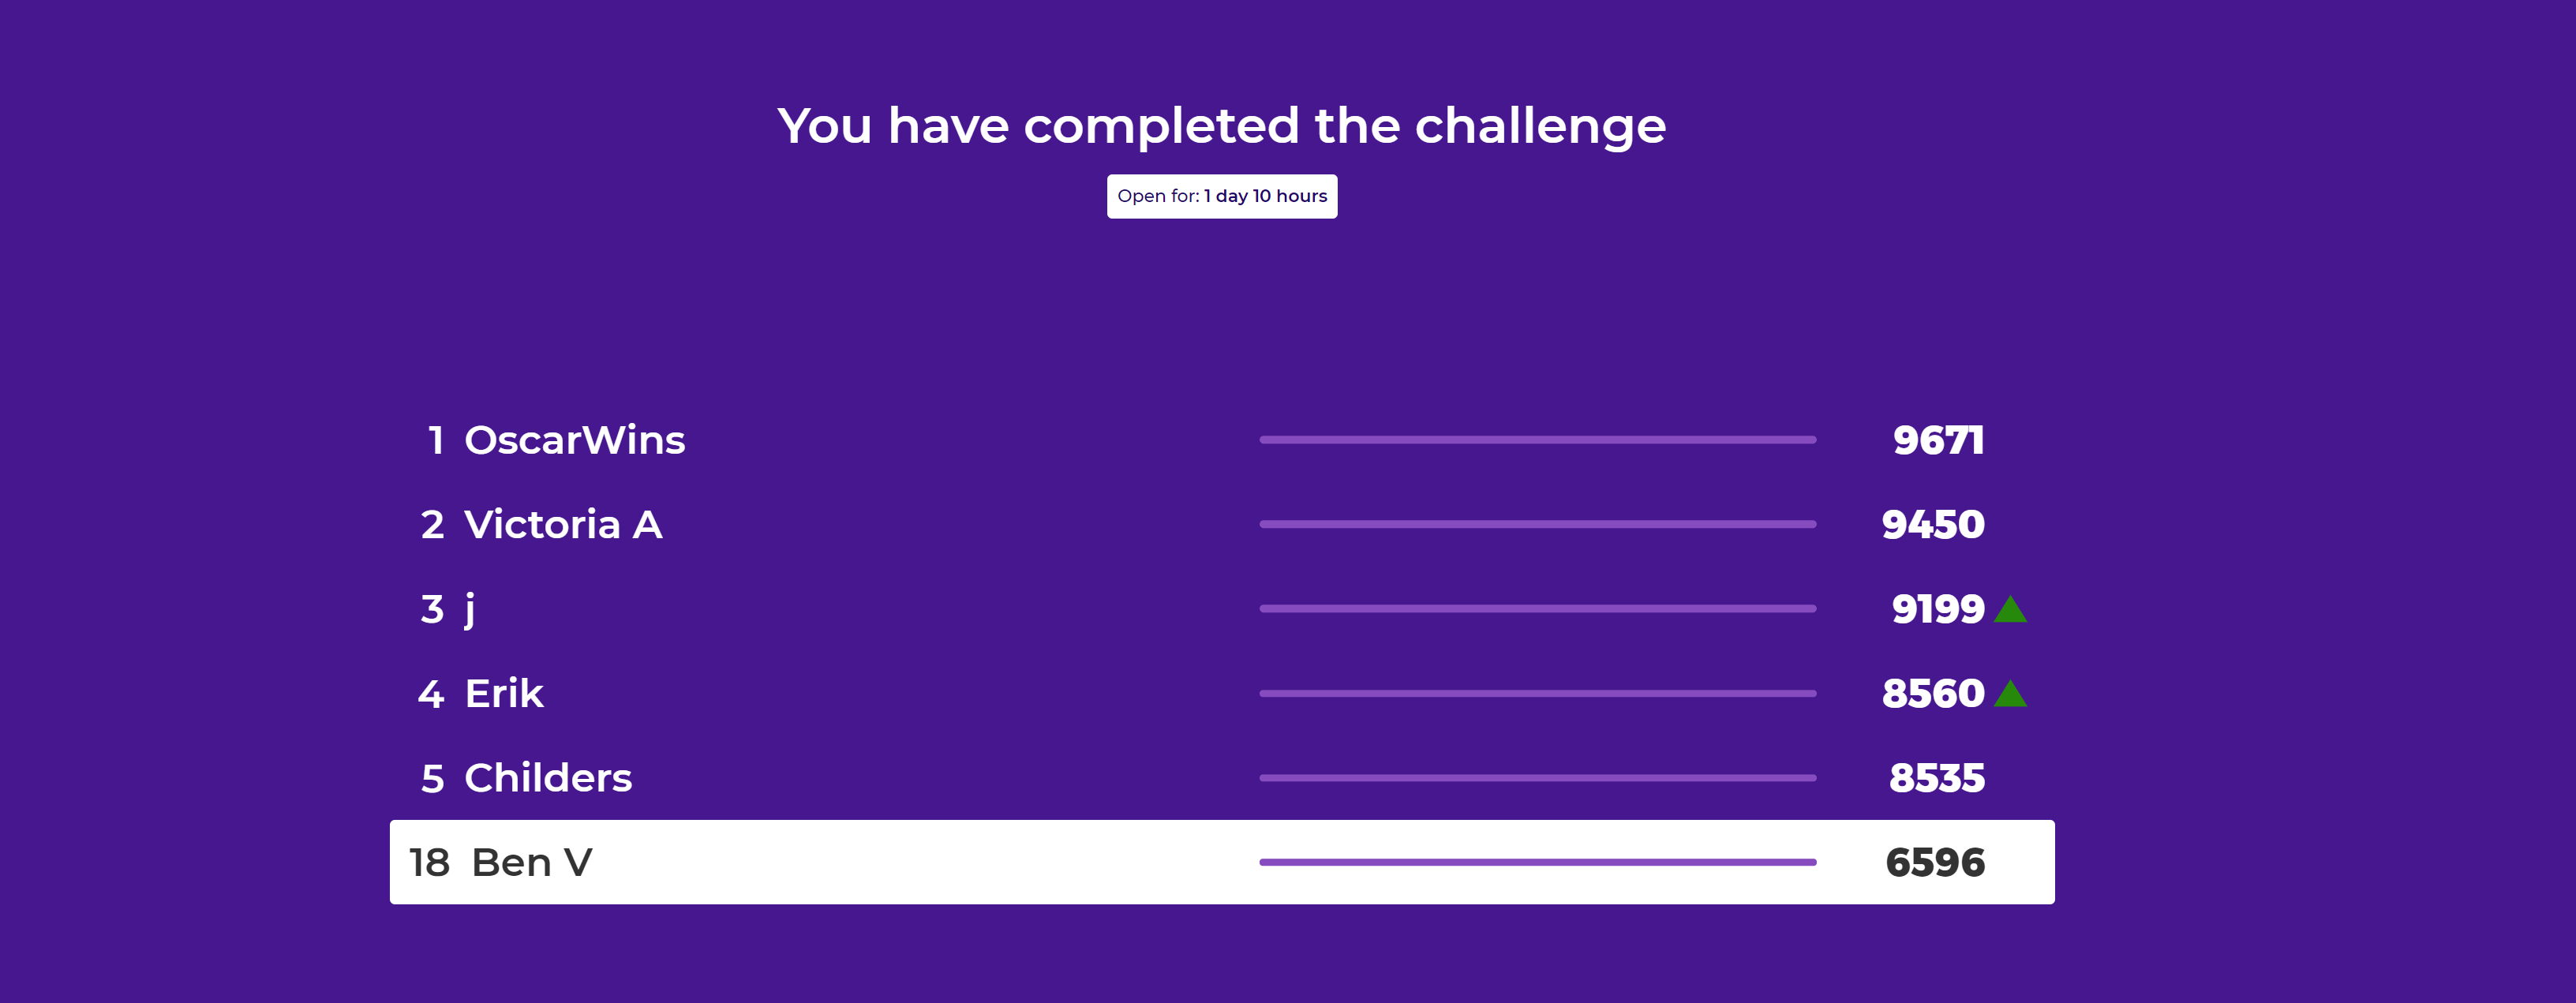 You have completed the challenge
Open for: 1 day 10 hours
1 OscarWins 9671
2 Victoria A 9450
3 j 9199
4 Erik 8560
5 Childers 8535
18 Ben V 6596